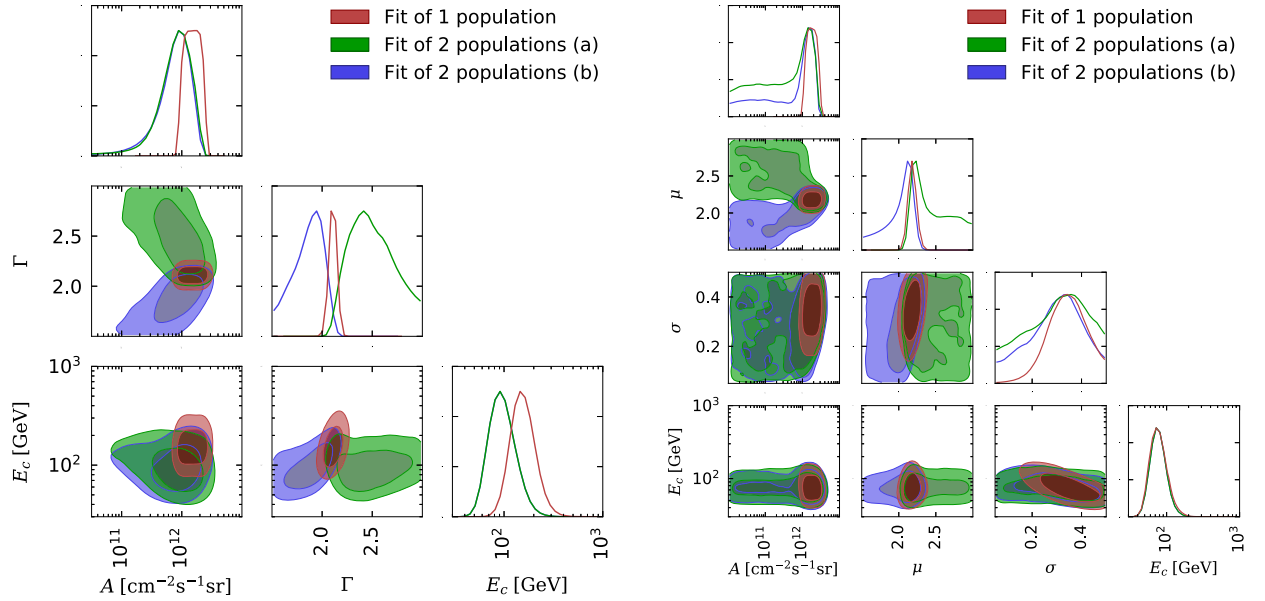 Fit of 1 population
Fit of 2 populations (a)
Fit of 2 populations (b)
Γ
2.5
2.0
E_c [GeV]
10³
10²
10¹¹
10¹²
A [cm⁻²s⁻¹sr]
2.0
2.5
Γ
10²
10³
E_c [GeV]
Fit of 1 population
Fit of 2 populations (a)
Fit of 2 populations (b)
μ
2.5
2.0
σ
0.4
0.2
E_c [GeV]
10³
10²
10¹¹
10¹²
A [cm⁻²s⁻¹sr]
2.0
2.5
μ
0.2
0.4
σ
10²
10³
E_c [GeV]